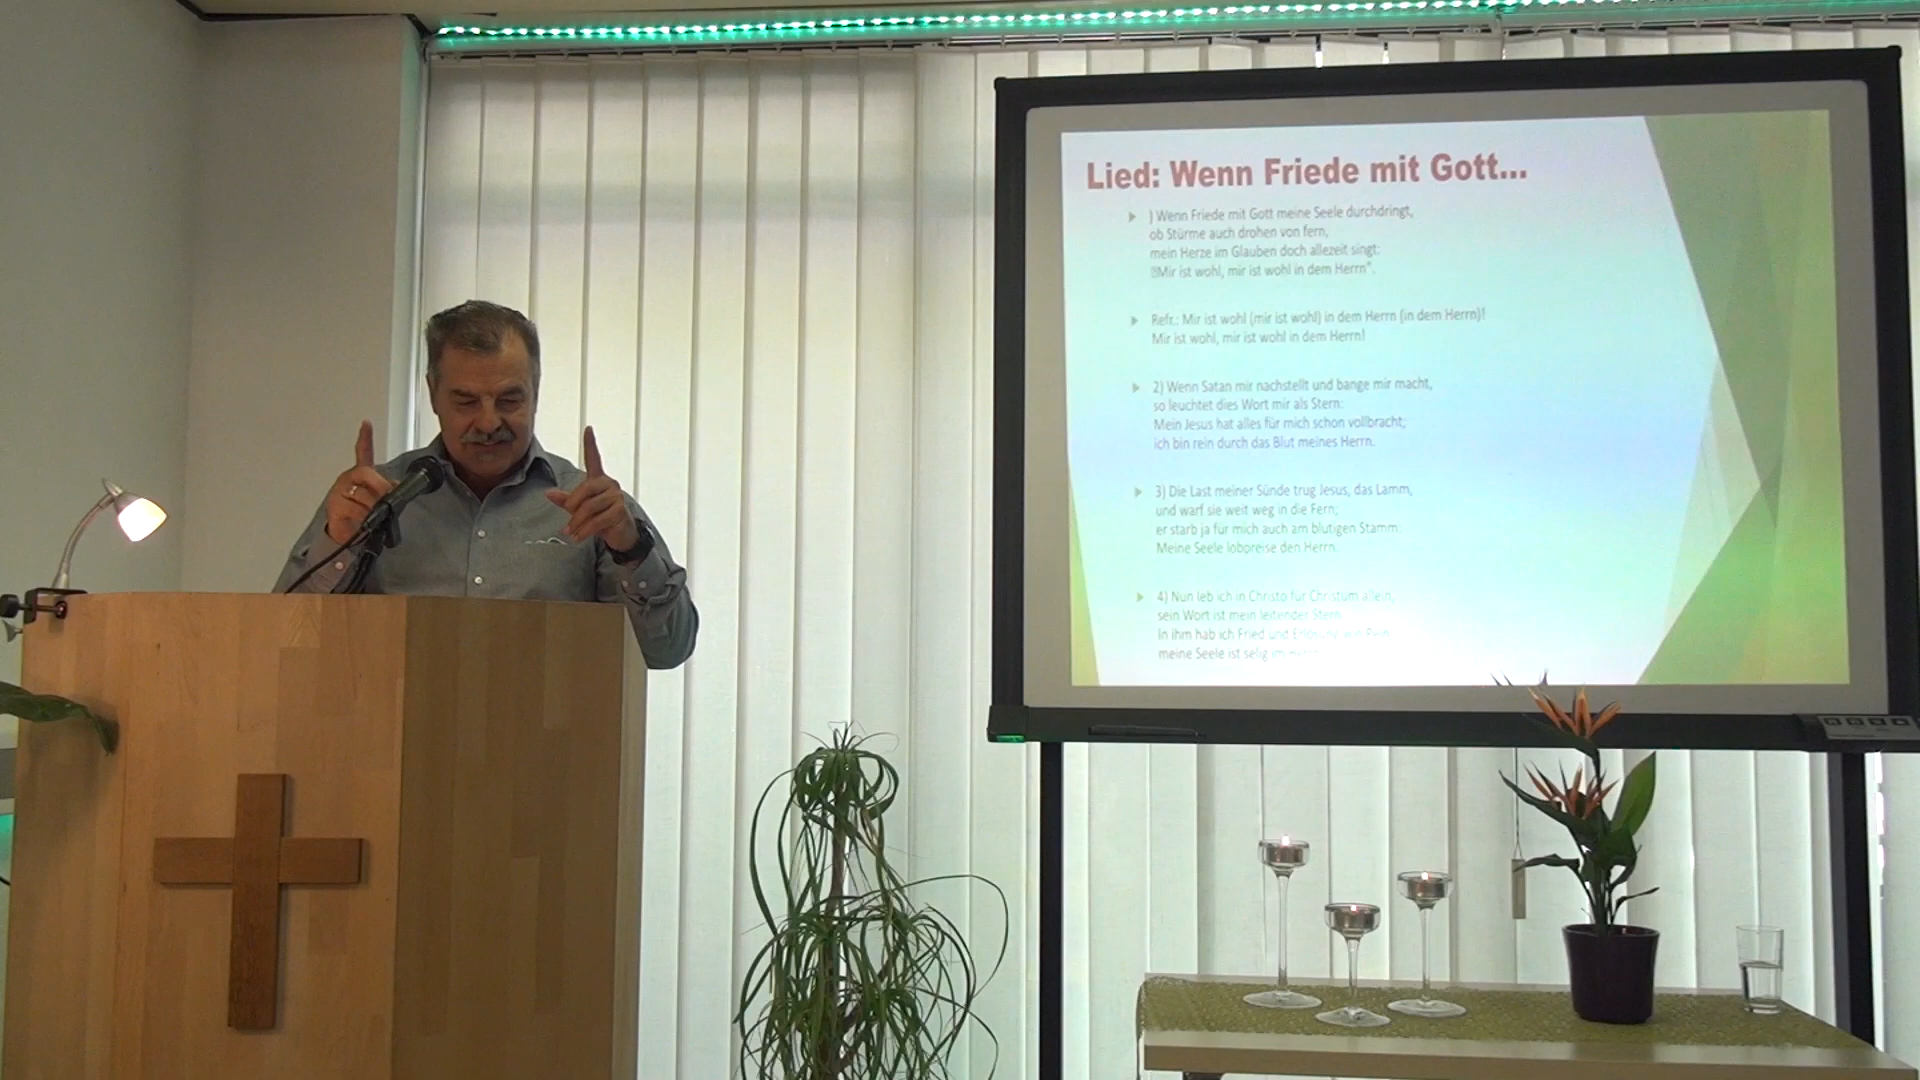 Lied: Wenn Friede mit Gott...
) Wenn Friede mit Gott meine Seele durchdringt,
ob Stürme auch drohen von fern,
mein Herze im Glauben doch allezeit singt:
Mir ist wohl, mir ist wohl in dem Herrn".
Refr.: Mir ist wohl (mir ist wohl) in dem Herrn (in dem Herrn)!
Mir ist wohl, mir ist wohl in dem Herrn!
2) Wenn Satan mir nachstellt und bange mir macht,
so leuchtet dies Wort mir als Stern:
Mein Jesus hat alles für mich schon vollbracht;
ich bin rein durch das Blut meines Herrn.
3) Die Last meiner Sünde trug Jesus, das Lamm,
und warf sie weit weg in die Fern;
er starb ja für mich auch am blutigen Stamm:
Meine Seele lobpreise den Herrn.
4) Nun leb ich in Christo für Christum allein,
sein Wort ist mein leitender Stern.
In ihm hab ich Fried und Erlösung von Pein,
meine Seele ist selig im